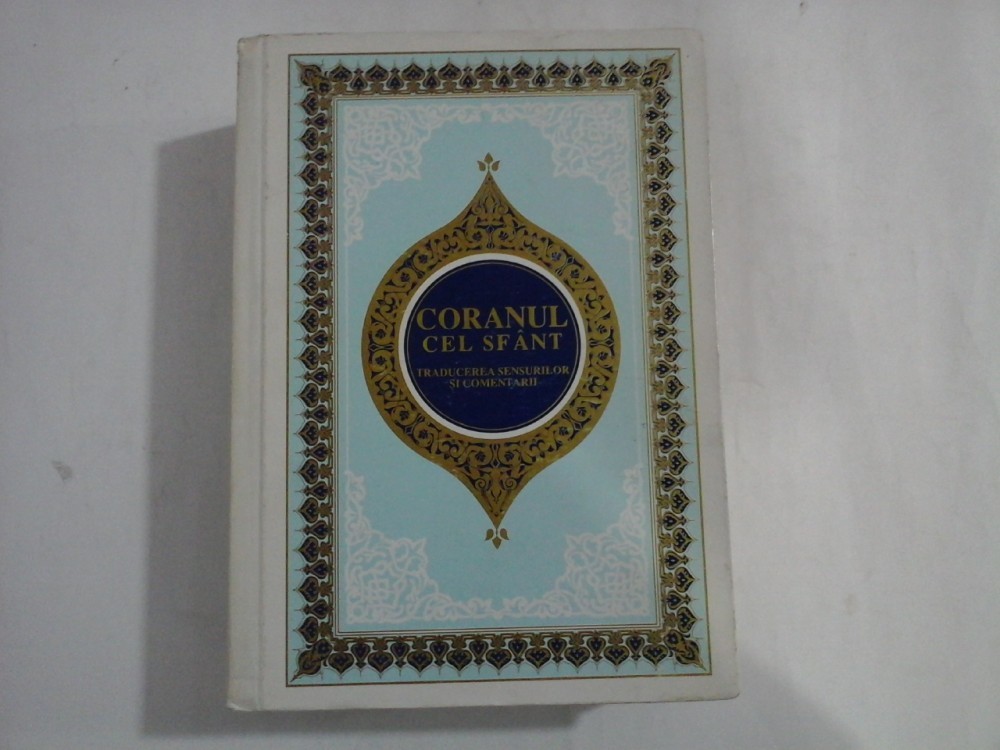 CORANUL
CEL SFÂNT
TRADUCEREA SENSURILOR
ȘI COMENTARII